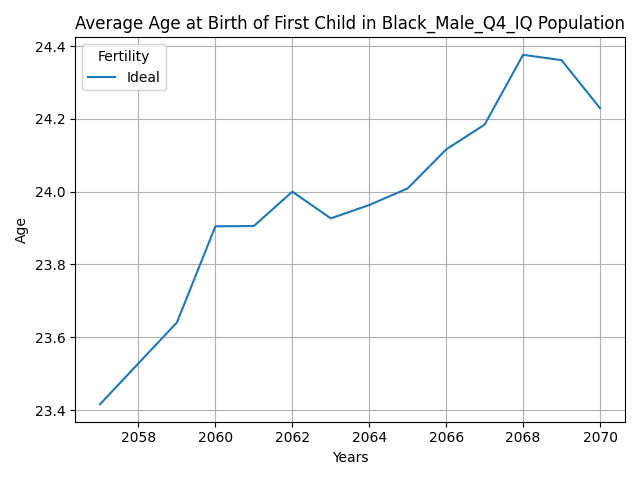 Average Age at Birth of First Child in Black_Male_Q4_IQ Population
Fertility
Ideal
24.4
24.2
24.0
23.8
23.6
23.4
Age
2058 2060 2062 2064 2066 2068 2070
Years